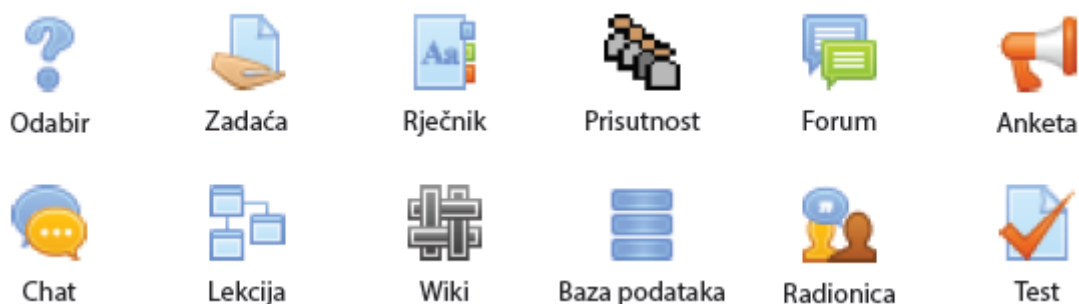 Odabir
Zadaća
Rječnik
Prisutnost
Forum
Anketa
Chat
Lekcija
Wiki
Baza podataka
Radionica
Test